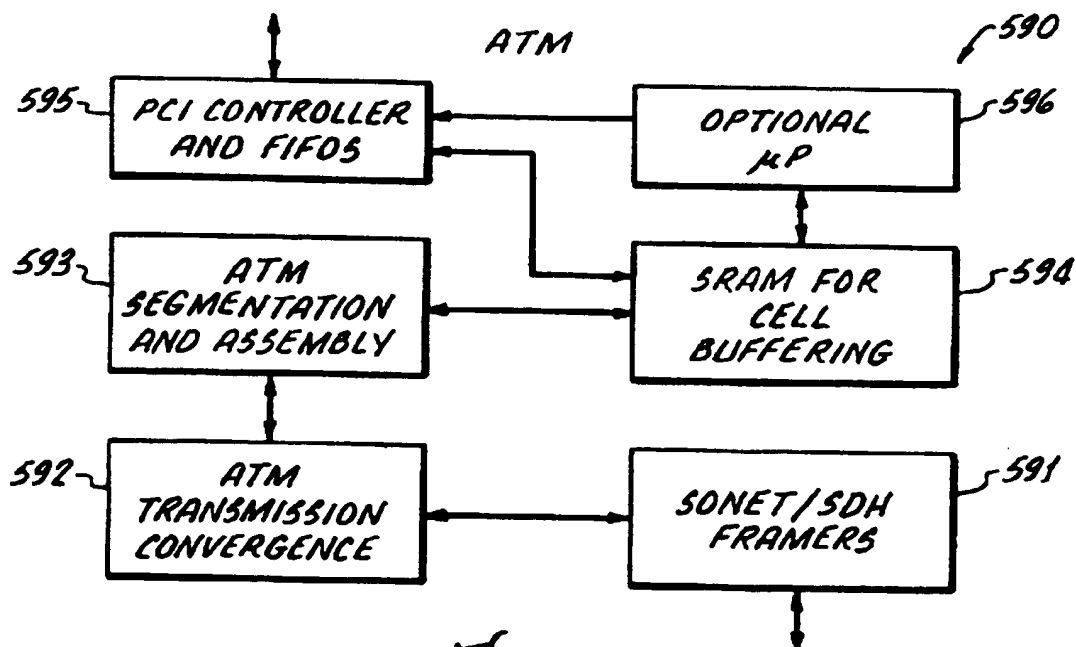 ATM
590
595
PCI CONTROLLER
AND FIFOS
OPTIONAL
μP
596
593
ATM
SEGMENTATION
AND ASSEMBLY
SRAM FOR
CELL
BUFFERING
594
592
ATM
TRANSMISSION
CONVERGENCE
SONET/SDH
FRAMERS
591